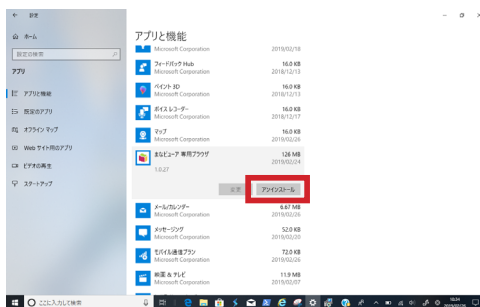 設定
ホーム
設定の検索
アプリ
アプリと機能
既定のアプリ
オフライン マップ
Web サイト用のアプリ
ビデオの再生
スタートアップ
アプリと機能
Microsoft Corporation 2019/02/18
フィードバック Hub 16.0 KB
Microsoft Corporation 2018/12/13
ペイント 3D 16.0 KB
Microsoft Corporation 2018/12/13
ボイス レコーダー 16.0 KB
Microsoft Corporation 2018/12/17
マップ 16.0 KB
Microsoft Corporation 2019/02/26
まなビューア 専用ブラウザ 126 MB
1.0.27 2019/02/24
変更 アンインストール
メール/カレンダー 6.67 MB
Microsoft Corporation 2019/02/26
メッセージング 52.0 KB
Microsoft Corporation 2019/02/20
モバイル通信プラン 72.0 KB
Microsoft Corporation 2019/02/26
映画 & テレビ 11.9 MB
Microsoft Corporation 2019/02/07
ここに入力して検索